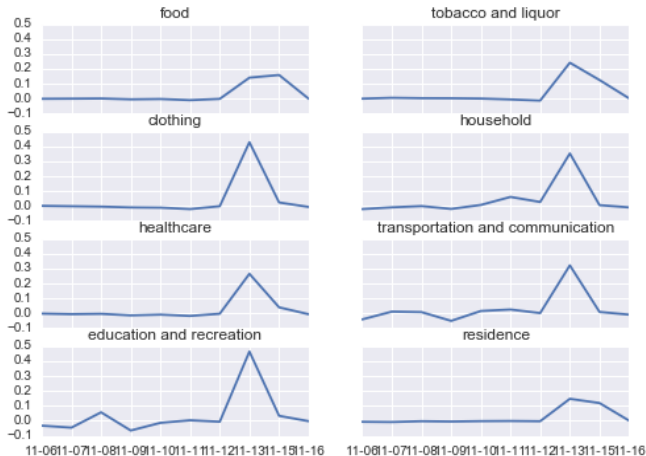 food
tobacco and liquor
0.5
0.4
0.3
0.2
0.1
0.0
−0.1
clothing
household
0.5
0.4
0.3
0.2
0.1
0.0
−0.1
healthcare
transportation and communication
0.5
0.4
0.3
0.2
0.1
0.0
−0.1
education and recreation
residence
0.5
0.4
0.3
0.2
0.1
0.0
−0.1
11-06 11-07 11-08 11-09 11-10 11-11 11-12 11-13 11-15 11-16
11-06 11-07 11-08 11-09 11-10 11-11 11-12 11-13 11-15 11-16